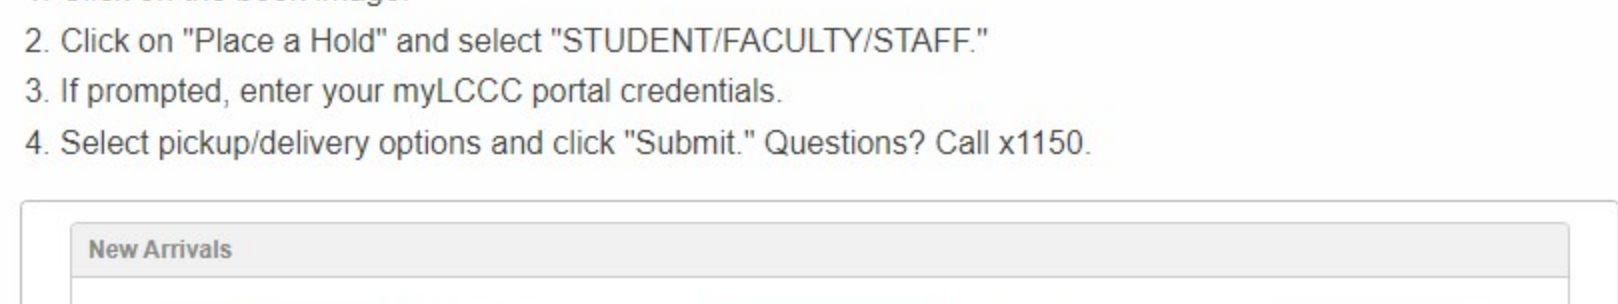 2. Click on "Place a Hold" and select "STUDENT/FACULTY/STAFF."
3. If prompted, enter your myLCCC portal credentials.
4. Select pickup/delivery options and click "Submit." Questions? Call x1150.
New Arrivals